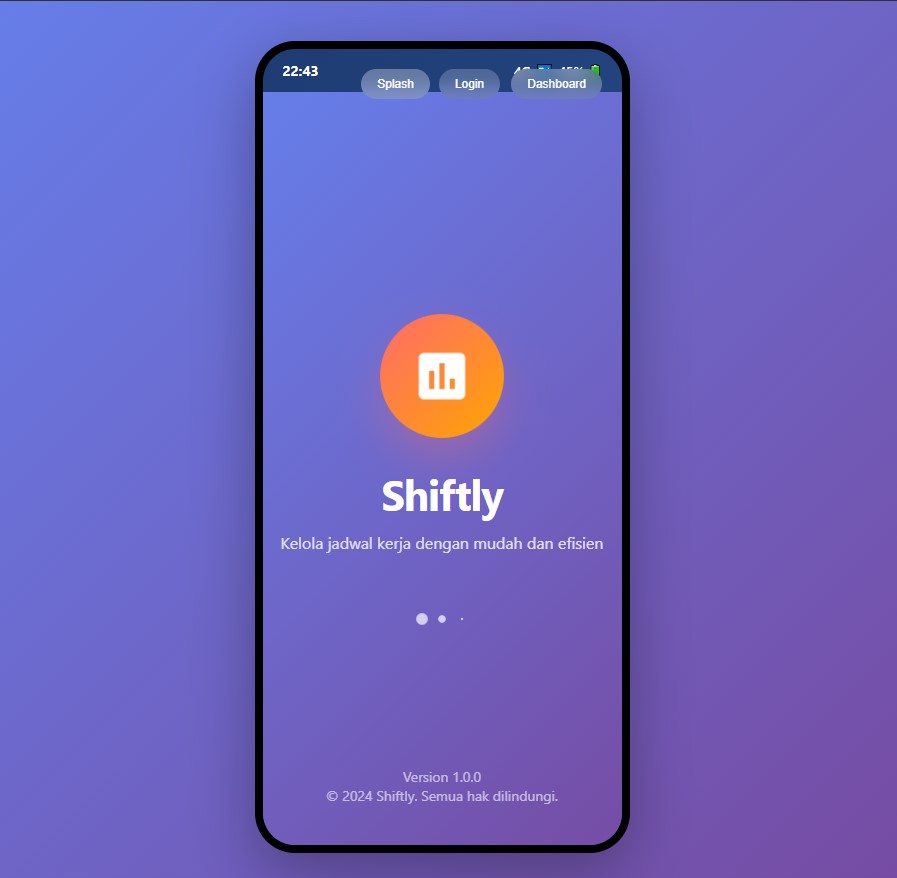 22:43
Splash
Login
Dashboard
Shiftly
Kelola jadwal kerja dengan mudah dan efisien
Version 1.0.0
© 2024 Shiftly. Semua hak dilindungi.